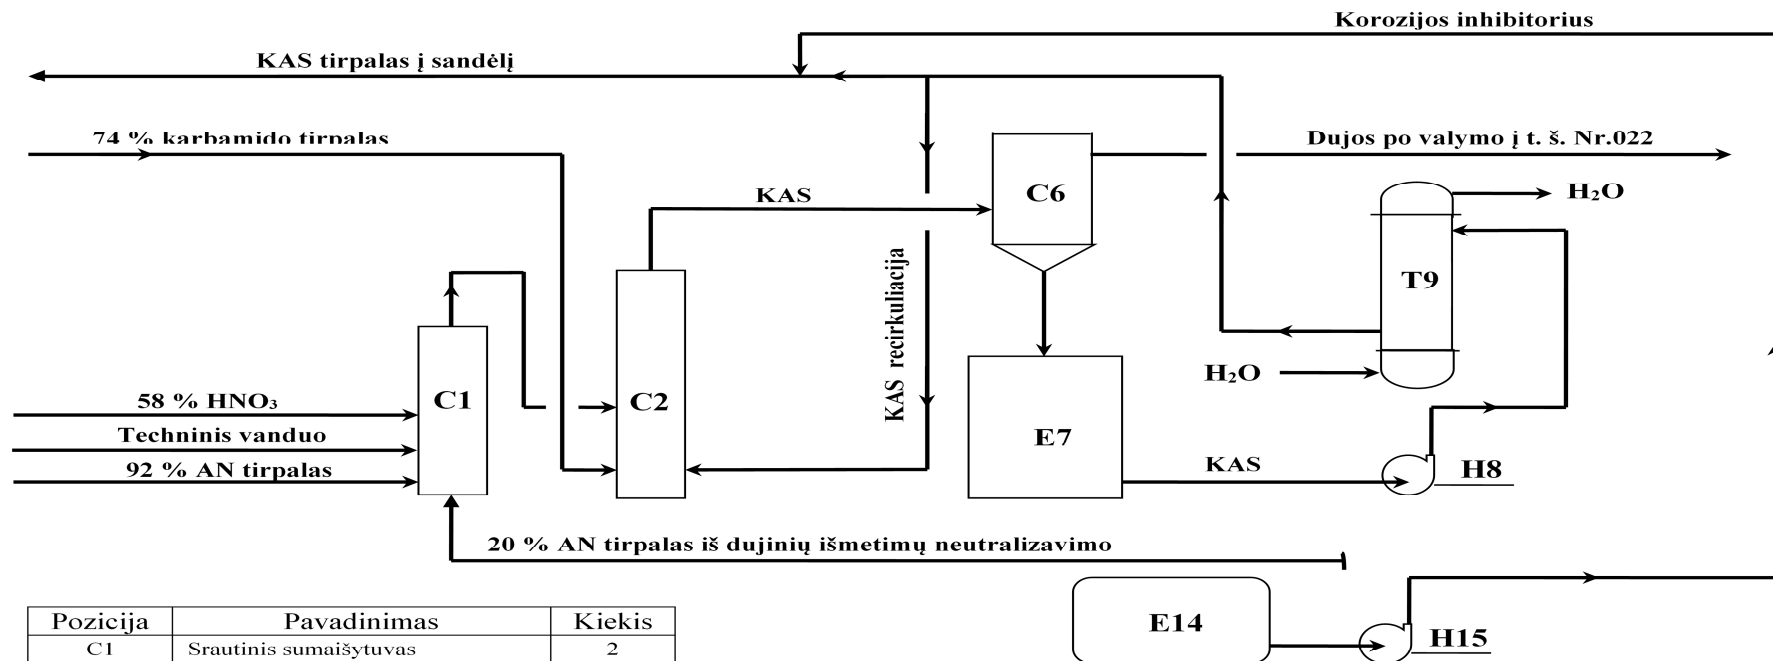 Korozijos inhibitorius
KAS tirpalas į sandėlį
74 % karbamido tirpalas
Dujos po valymo į t. š. Nr.022
C6
H₂O
KAS
T9
KAS recirkuliacija
H₂O
C1
C2
58 % HNO₃
Techninis vanduo
92 % AN tirpalas
E7
KAS
H8
20 % AN tirpalas iš dujinių išmetimų neutralizavimo
E14
H15
Pozicija Pavadinimas Kiekis
C1 Srautinis sumaišytuvas 2